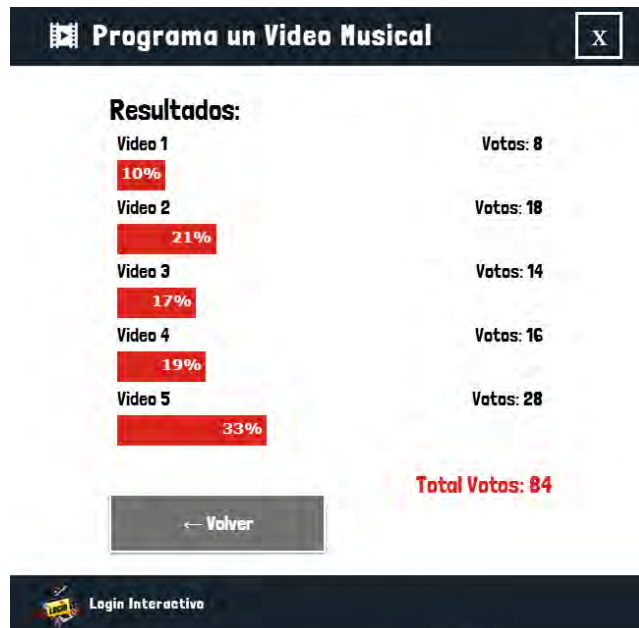 Programa un Video Musical
X
Resultados:
Video 1 Votos: 8
10%
Video 2 Votos: 18
21%
Video 3 Votos: 14
17%
Video 4 Votos: 16
19%
Video 5 Votos: 28
33%
Total Votos: 84
← Volver
LOGIN Login Interactivo